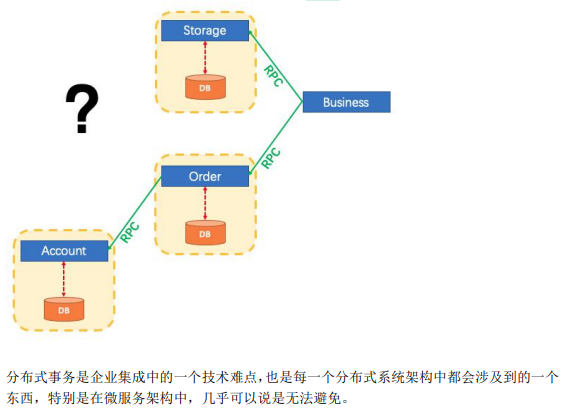 Storage
RPC
DB
?
Business
RPC
Order
DB
RPC
Account
DB
分布式事务是企业集成中的一个技术难点，也是每一个分布式系统架构中都会涉及到的一个
东西，特别是在微服务架构中，几乎可以说是无法避免。